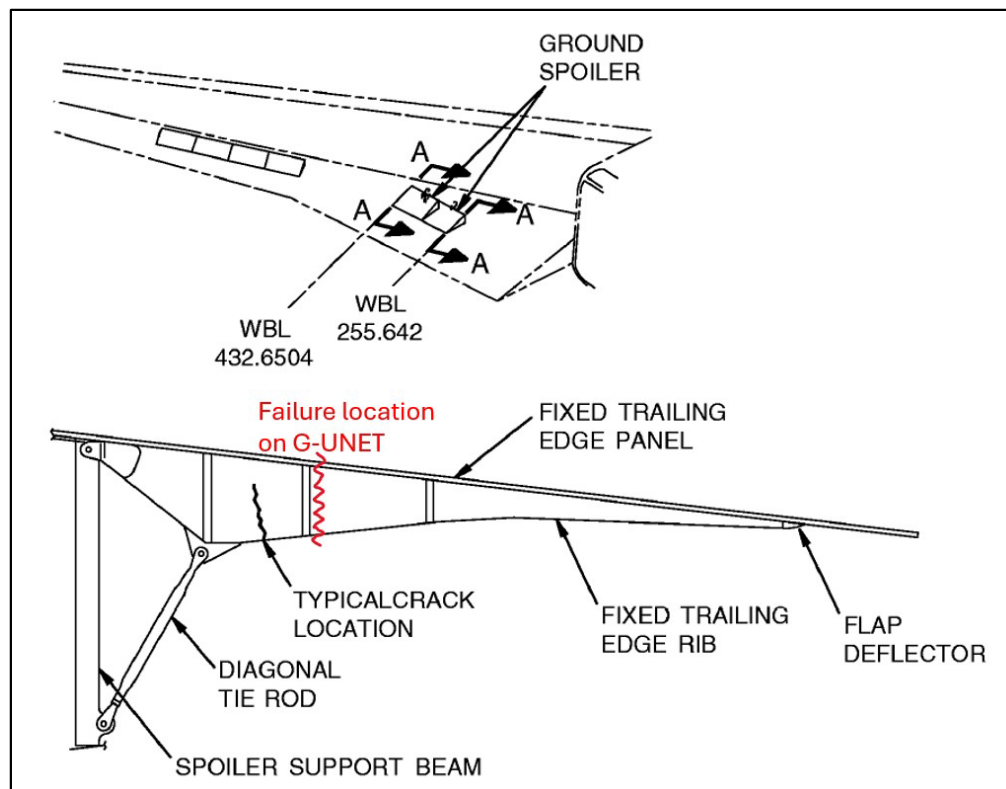 GROUND
SPOILER
A
A
A
A
WBL
255.642
WBL
432.6504
Failure location
on G-UNET
FIXED TRAILING
EDGE PANEL
TYPICALCRACK
LOCATION
FIXED TRAILING
EDGE RIB
FLAP
DEFLECTOR
DIAGONAL
TIE ROD
SPOILER SUPPORT BEAM